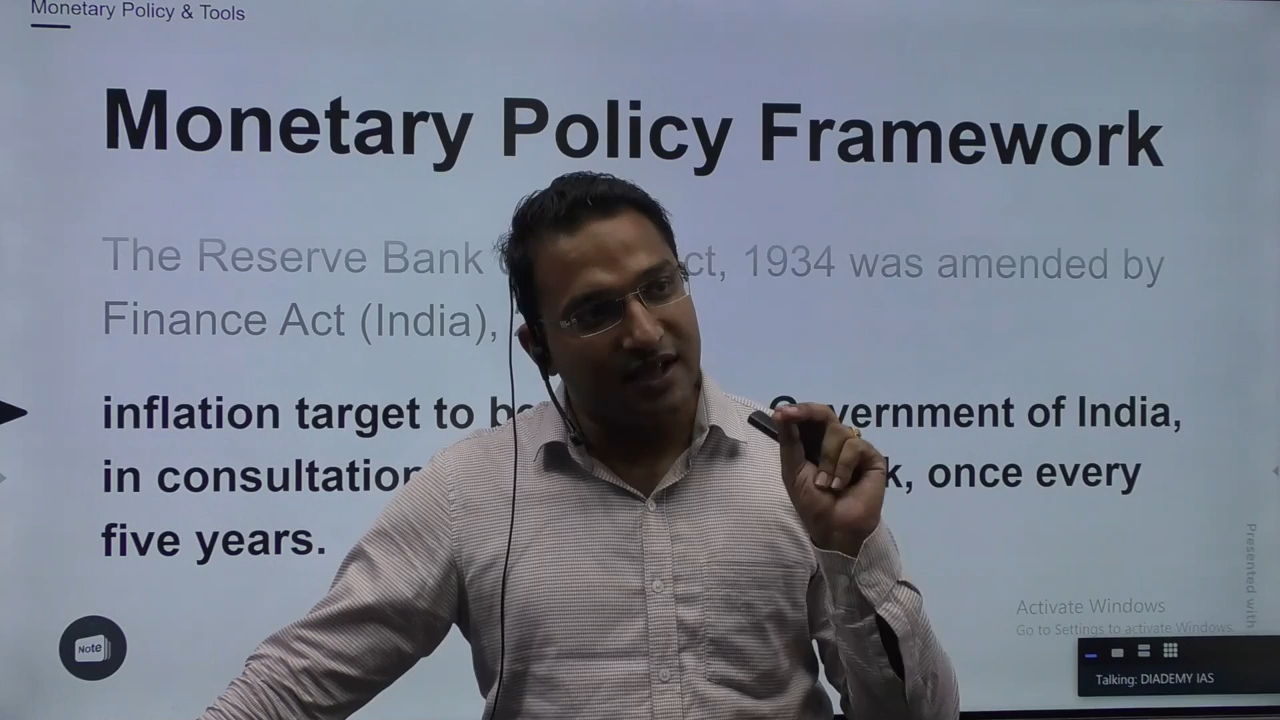 Monetary Policy & Tools
Monetary Policy Framework
The Reserve Bank ct, 1934 was amended by
Finance Act (India),
inflation target to be Government of India,
in consultation k, once every
five years.
Note
Presented with
Activate Windows
Go to Settings to activate Windows.
Talking: DIADEMY IAS